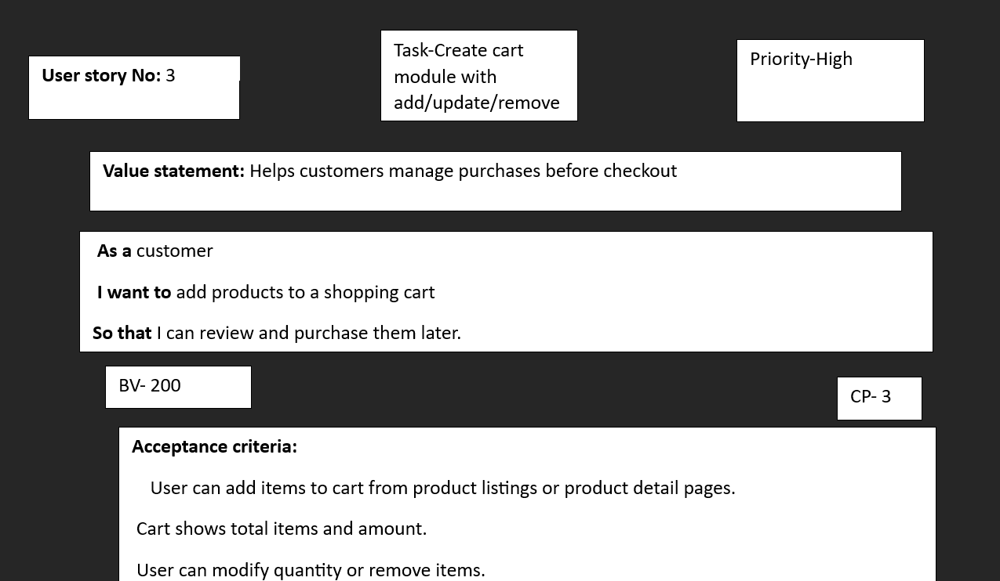 User story No: 3
Task-Create cart
module with
add/update/remove
Priority-High
Value statement: Helps customers manage purchases before checkout
As a customer
I want to add products to a shopping cart
So that I can review and purchase them later.
BV- 200
CP- 3
Acceptance criteria:
User can add items to cart from product listings or product detail pages.
Cart shows total items and amount.
User can modify quantity or remove items.